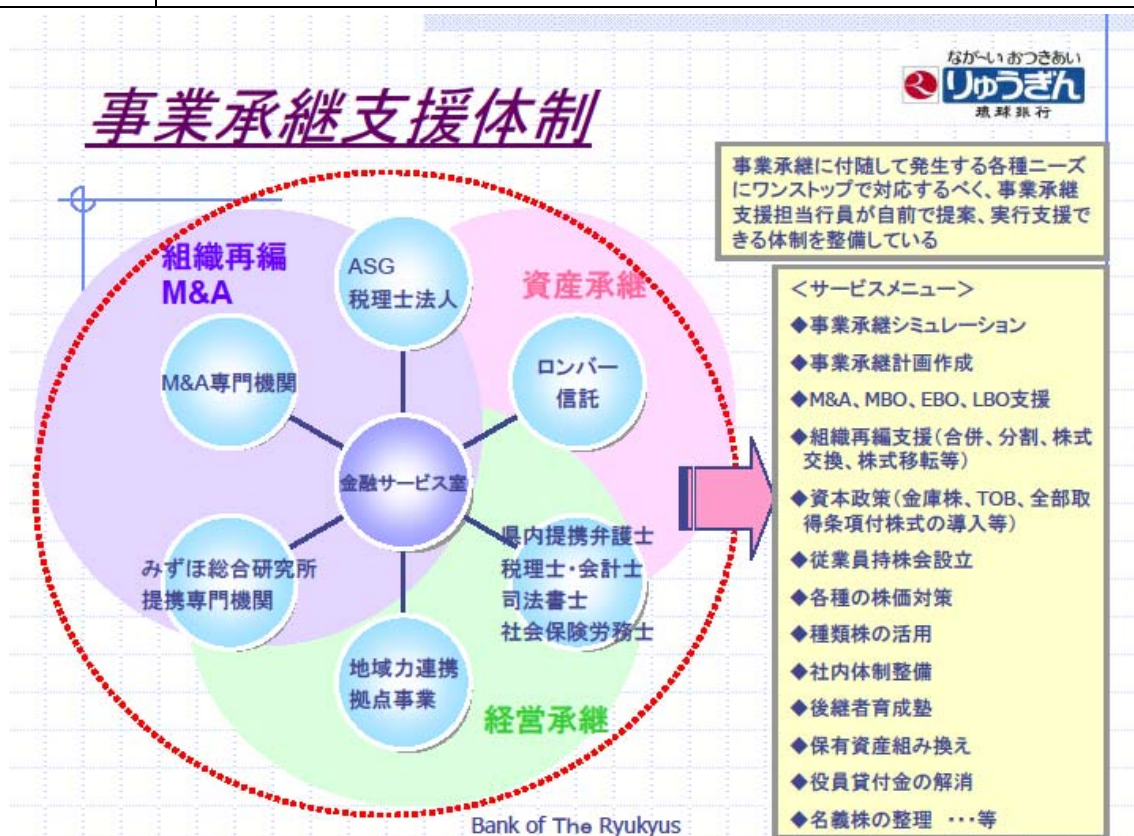 ながーいおつきあい
りゅうぎん
琉球銀行
事業承継支援体制
事業承継に付随して発生する各種ニーズ
にワンストップで対応するべく、事業承継
支援担当行員が自前で提案、実行支援で
きる体制を整備している
組織再編
M&A
ASG
税理士法人
資産承継
M&A専門機関
ロンバー
信託
金融サービス室
みずほ総合研究所
提携専門機関
県内提携弁護士
税理士・会計士
司法書士
社会保険労務士
地域力連携
拠点事業
経営承継
<サービスメニュー>
◆事業承継シミュレーション
◆事業承継計画作成
◆M&A、MBO、EBO、LBO支援
◆組織再編支援(合併、分割、株式
交換、株式移転等)
◆資本政策(金庫株、TOB、全部取
得条項付株式の導入等)
◆従業員持株会設立
◆各種の株価対策
◆種類株の活用
◆社内体制整備
◆後継者育成塾
◆保有資産組み換え
◆役員貸付金の解消
◆名義株の整理 ・・・等
Bank of The Ryukyus